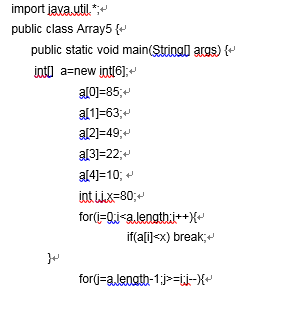 import java.util.*;↵
public class Array5 {↵
public static void main(String[] args) {↵
int[]  a=new int[6];↵
a[0]=85;↵
a[1]=63;↵
a[2]=49;↵
a[3]=22;↵
a[4]=10; ↵
int i,j,x=80;↵
for(i=0;i<a.length;i++){↵
if(a[i]<x) break;↵
}↵
for(j=a.length-1;j>=i;j--){↵